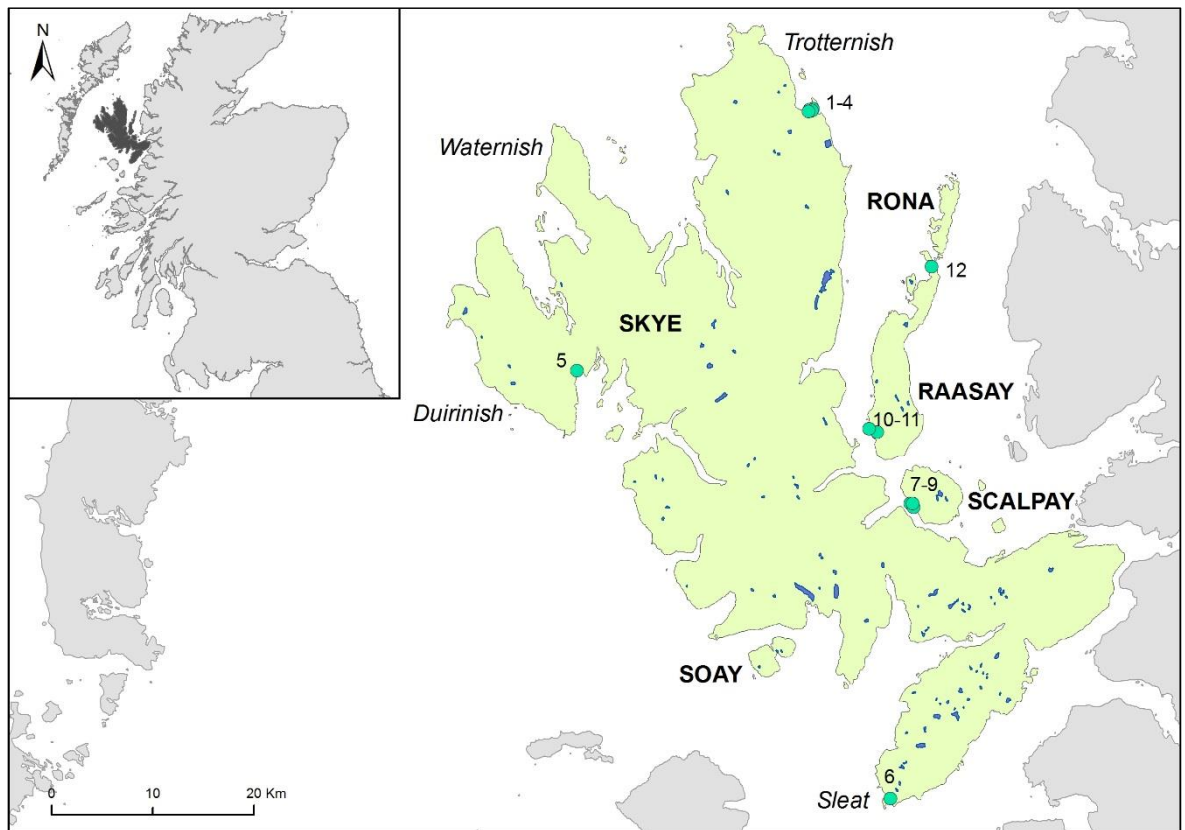 N
Trotternish
1-4
Waternish
RONA
12
SKYE
5
RAASAY
Duirinish
10-11
7-9
SCALPAY
SOAY
6
Sleat
0 10 20 Km